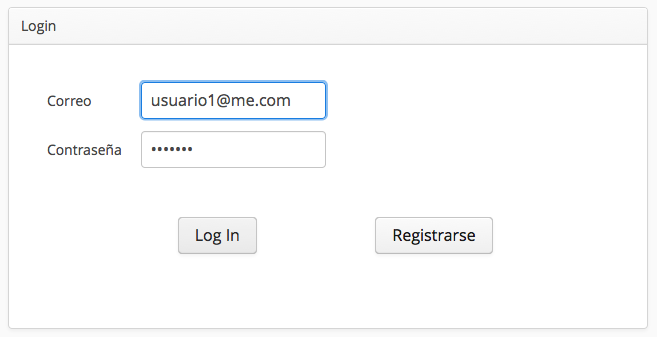 Login
Correo usuario1@me.com
Contraseña •••••••
Log In Registrarse